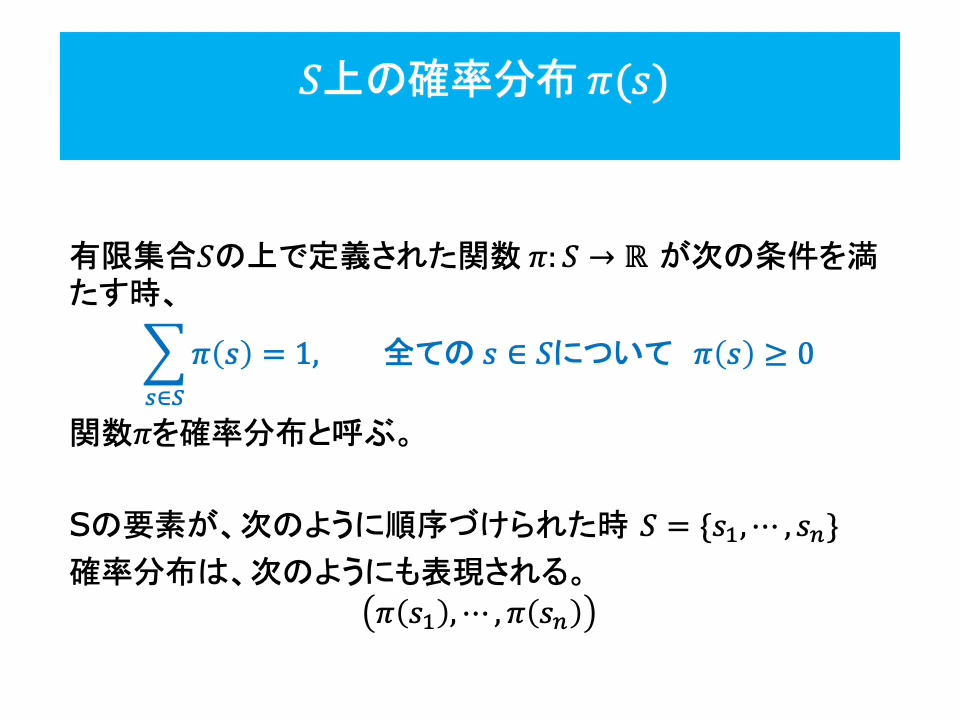 𝑆上の確率分布 𝜋(𝑠)
有限集合𝑆の上で定義された関数 𝜋: 𝑆 → ℝ が次の条件を満
たす時、
∑_{𝑠∈𝑆} 𝜋(𝑠) = 1, 全ての 𝑠 ∈ 𝑆について 𝜋(𝑠) ≥ 0
関数𝜋を確率分布と呼ぶ。
Sの要素が、次のように順序づけられた時 𝑆 = {𝑠₁, ⋯ , 𝑠ₙ}
確率分布は、次のようにも表現される。
(𝜋(𝑠₁), ⋯ , 𝜋(𝑠ₙ))